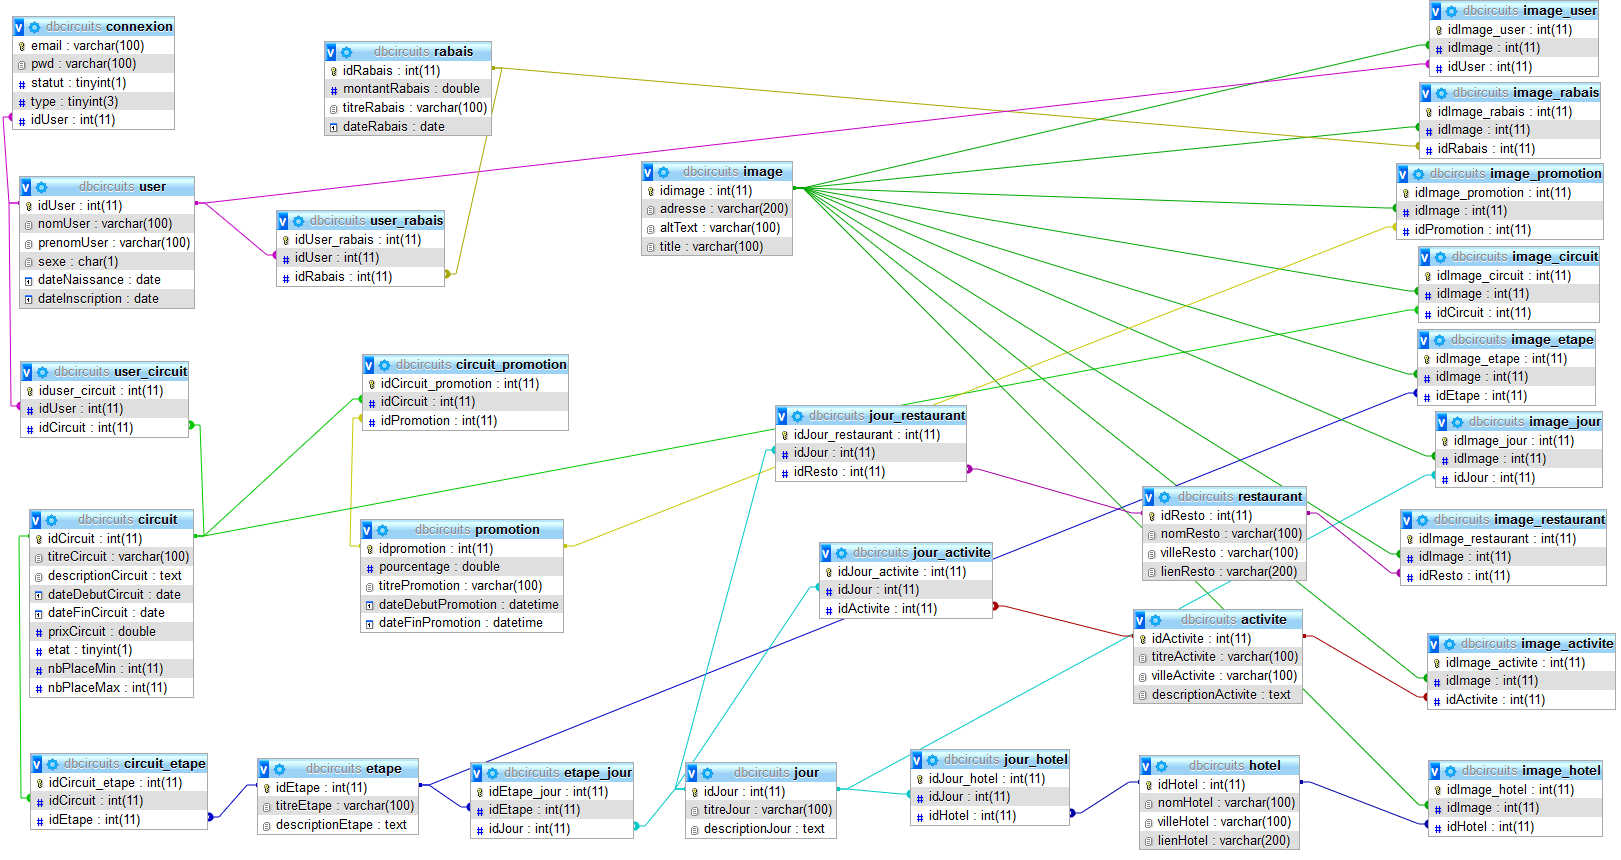 dbcircuits connexion
email : varchar(100)
pwd : varchar(100)
statut : tinyint(1)
type : tinyint(3)
idUser : int(11)
dbcircuits rabais
idRabais : int(11)
montantRabais : double
titreRabais : varchar(100)
dateRabais : date
dbcircuits user
idUser : int(11)
nomUser : varchar(100)
prenomUser : varchar(100)
sexe : char(1)
dateNaissance : date
dateInscription : date
dbcircuits user_rabais
idUser_rabais : int(11)
idUser : int(11)
idRabais : int(11)
dbcircuits image
idimage : int(11)
adresse : varchar(200)
altText : varchar(100)
title : varchar(100)
dbcircuits image_user
idImage_user : int(11)
idImage : int(11)
idUser : int(11)
dbcircuits image_rabais
idImage_rabais : int(11)
idImage : int(11)
idRabais : int(11)
dbcircuits image_promotion
idImage_promotion : int(11)
idImage : int(11)
idPromotion : int(11)
dbcircuits image_circuit
idImage_circuit : int(11)
idImage : int(11)
idCircuit : int(11)
dbcircuits image_etape
idImage_etape : int(11)
idImage : int(11)
idEtape : int(11)
dbcircuits image_jour
idImage_jour : int(11)
idImage : int(11)
idJour : int(11)
dbcircuits user_circuit
iduser_circuit : int(11)
idUser : int(11)
idCircuit : int(11)
dbcircuits circuit_promotion
idCircuit_promotion : int(11)
idCircuit : int(11)
idPromotion : int(11)
dbcircuits jour_restaurant
idJour_restaurant : int(11)
idJour : int(11)
idResto : int(11)
dbcircuits restaurant
idResto : int(11)
nomResto : varchar(100)
villeResto : varchar(100)
lienResto : varchar(200)
dbcircuits image_restaurant
idImage_restaurant : int(11)
idImage : int(11)
idResto : int(11)
dbcircuits circuit
idCircuit : int(11)
titreCircuit : varchar(100)
descriptionCircuit : text
dateDebutCircuit : date
dateFinCircuit : date
prixCircuit : double
etat : tinyint(1)
nbPlaceMin : int(11)
nbPlaceMax : int(11)
dbcircuits promotion
idpromotion : int(11)
pourcentage : double
titrePromotion : varchar(100)
dateDebutPromotion : datetime
dateFinPromotion : datetime
dbcircuits jour_activite
idJour_activite : int(11)
idJour : int(11)
idActivite : int(11)
dbcircuits activite
idActivite : int(11)
titreActivite : varchar(100)
villeActivite : varchar(100)
descriptionActivite : text
dbcircuits image_activite
idImage_activite : int(11)
idImage : int(11)
idActivite : int(11)
dbcircuits circuit_etape
idCircuit_etape : int(11)
idCircuit : int(11)
idEtape : int(11)
dbcircuits etape
idEtape : int(11)
titreEtape : varchar(100)
descriptionEtape : text
dbcircuits etape_jour
idEtape_jour : int(11)
idEtape : int(11)
idJour : int(11)
dbcircuits jour
idJour : int(11)
titreJour : varchar(100)
descriptionJour : text
dbcircuits jour_hotel
idJour_hotel : int(11)
idJour : int(11)
idHotel : int(11)
dbcircuits hotel
idHotel : int(11)
nomHotel : varchar(100)
villeHotel : varchar(100)
lienHotel : varchar(200)
dbcircuits image_hotel
idImage_hotel : int(11)
idImage : int(11)
idHotel : int(11)